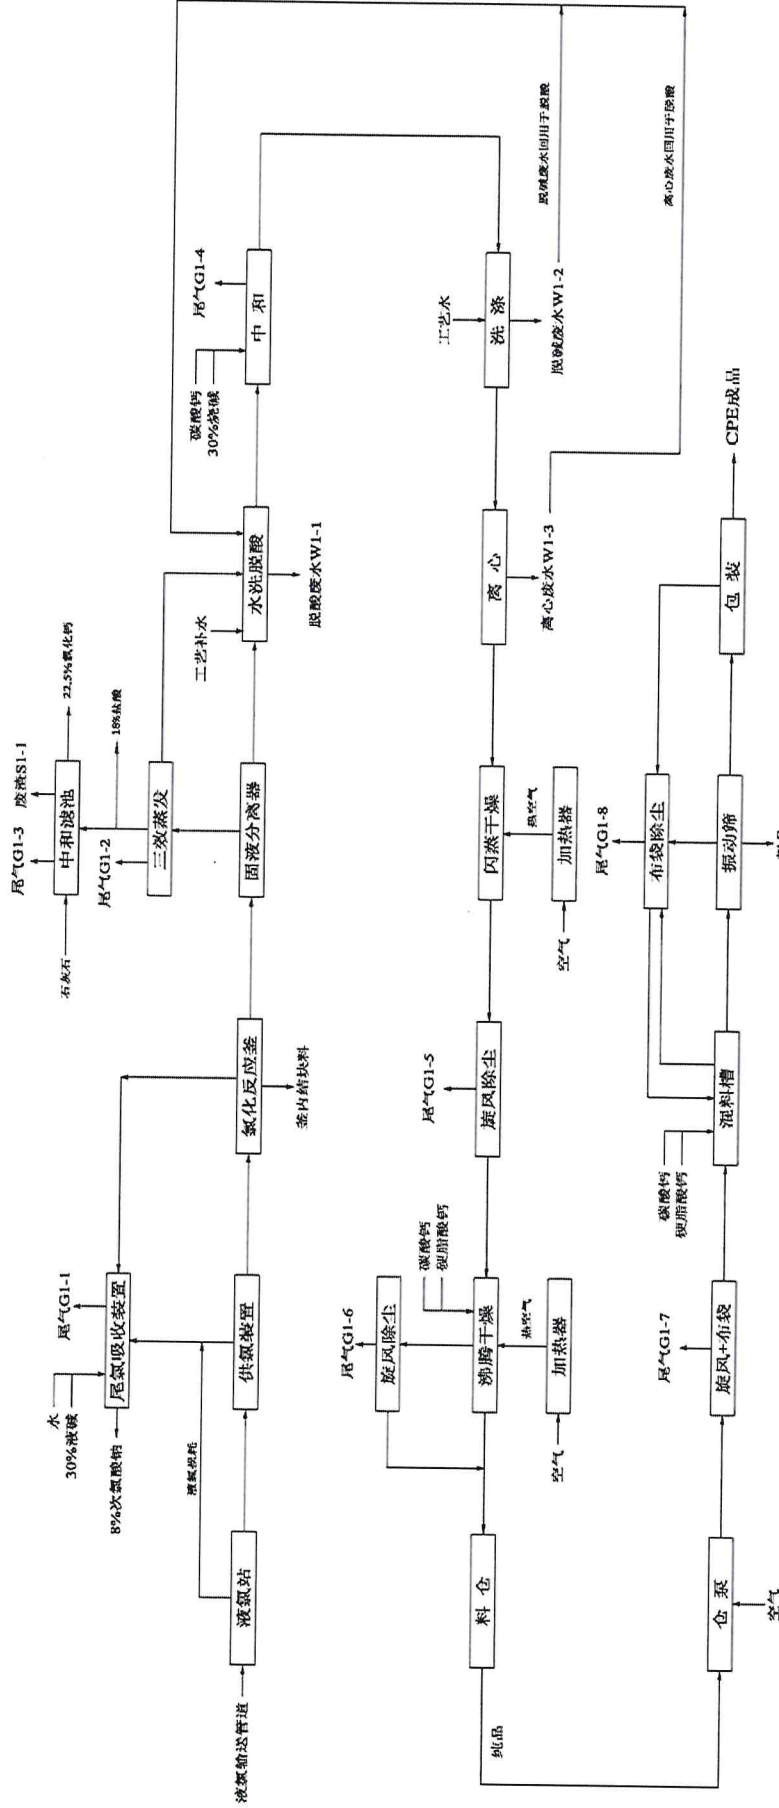 水
30%液碱
尾气G1-1
尾氯吸收装置
8%次氯酸钠
液氯损耗
液氯输送管道
液氯站
供氯装置
氯化反应釜
釜内结块料
石灰石
尾气G1-3
废渣S1-1
中和滤池
22.5%氯化钙
尾气G1-2
18%盐酸
三效蒸发
固液分离器
工艺补水
水洗脱酸
脱酸废水W1-1
碳酸钙
30%烧碱
尾气G1-4
中和
工艺水
洗涤
脱碱废水W1-2
脱碱废水回用于脱酸
离心
离心废水W1-3
离心废水回用于脱酸
闪蒸干燥
热空气
加热器
空气
旋风除尘
尾气G1-5
碳酸钙
硬脂酸钙
沸腾干燥
旋风除尘
尾气G1-6
热空气
加热器
空气
料仓
纯品
仓泵
空气
旋风+布袋
尾气G1-7
碳酸钙
硬脂酸钙
混料槽
布袋除尘
尾气G1-8
振动筛
包装
CPE成品